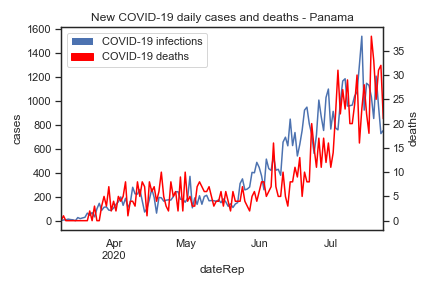 New COVID-19 daily cases and deaths - Panama
COVID-19 infections
COVID-19 deaths
1600
1400
1200
1000
800
600
400
200
0
cases
35
30
25
20
15
10
5
0
deaths
Apr
2020
May
Jun
Jul
dateRep